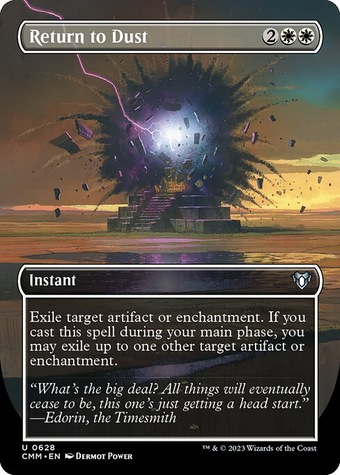 Return to Dust 2
Instant
Exile target artifact or enchantment. If you
cast this spell during your main phase, you
may exile up to one other target artifact or
enchantment.
“What’s the big deal? All things will eventually
cease to be, this one’s just getting a head start.”
—Edorin, the Timesmith
U 0628
CMM • EN Dermot Power ™ & © 2023 Wizards of the Coast